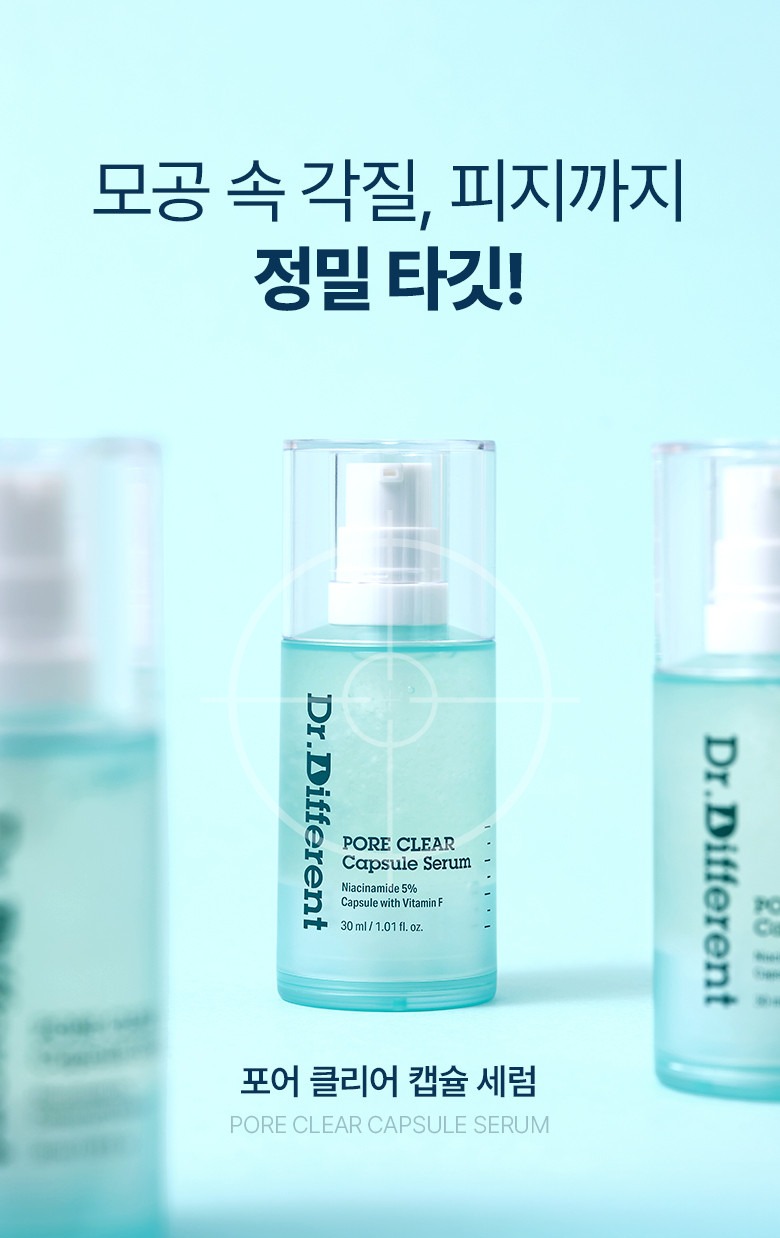 모공 속 각질, 피지까지
정밀 타깃!
Dr.Different
PORE CLEAR
Capsule Serum
Niacinamide 5%
Capsule with Vitamin F
30 ml / 1.01 fl. oz.
Dr.Different
포어 클리어 캡슐 세럼
PORE CLEAR CAPSULE SERUM